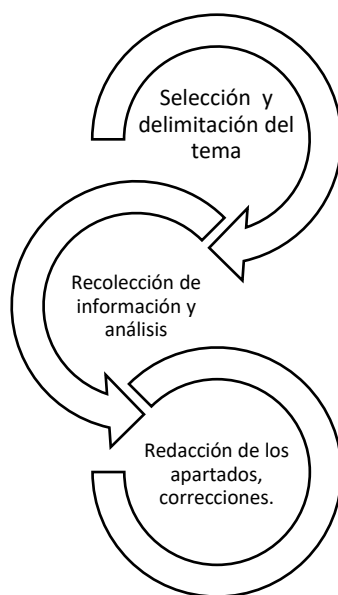 Selección y
delimitación del
tema
Recolección de
información y
análisis
Redacción de los
apartados,
correcciones.